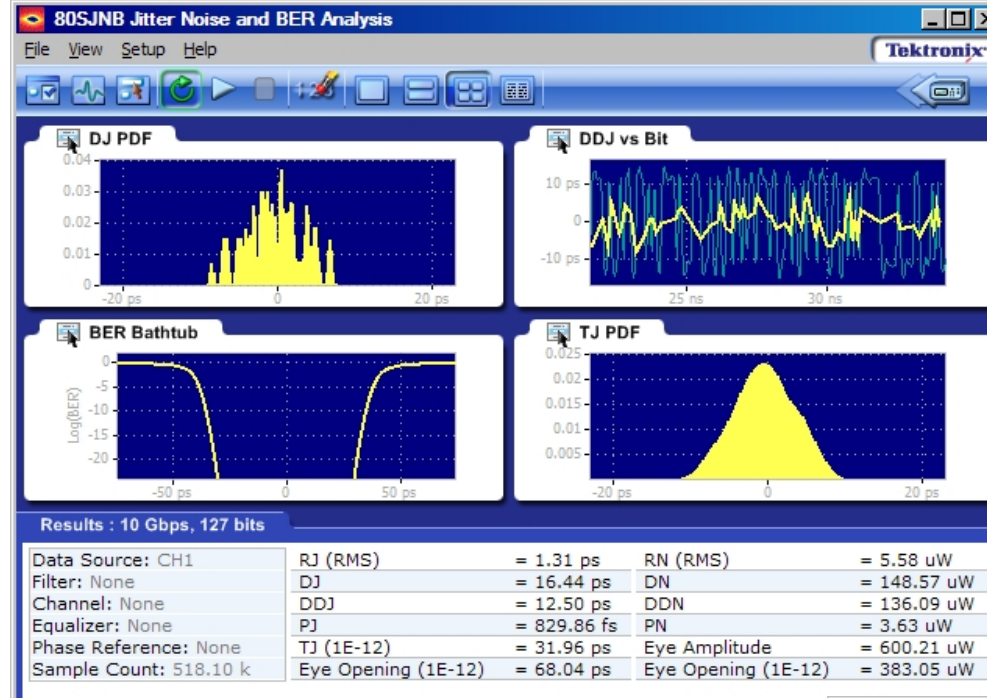 80SJNB Jitter Noise and BER Analysis
File View Setup Help
Tektronix
DJ PDF
0.04
0.03
0.02
0.01
0
-20 ps 0 20 ps
DDJ vs Bit
10 ps
0
-10 ps
25 ns 30 ns
BER Bathtub
Log(BER)
0
-5
-10
-15
-20
-50 ps 0 50 ps
TJ PDF
0.025
0.02
0.015
0.01
0.005
-20 ps 0 20 ps
Results : 10 Gbps, 127 bits
Data Source: CH1
Filter: None
Channel: None
Equalizer: None
Phase Reference: None
Sample Count: 518.10 k
RJ (RMS) = 1.31 ps
DJ = 16.44 ps
DDJ = 12.50 ps
PJ = 829.86 fs
TJ (1E-12) = 31.96 ps
Eye Opening (1E-12) = 68.04 ps
RN (RMS) = 5.58 uW
DN = 148.57 uW
DDN = 136.09 uW
PN = 3.63 uW
Eye Amplitude = 600.21 uW
Eye Opening (1E-12) = 383.05 uW